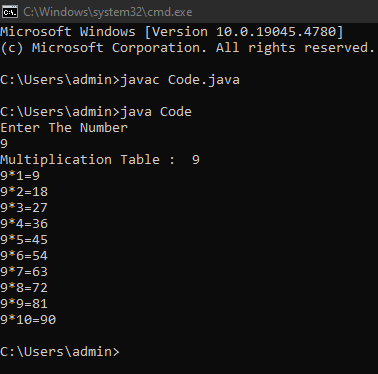 C:\Windows\system32\cmd.exe
Microsoft Windows [Version 10.0.19045.4780]
(c) Microsoft Corporation. All rights reserved.
C:\Users\admin>javac Code.java
C:\Users\admin>java Code
Enter The Number
9
Multiplication Table :  9
9*1=9
9*2=18
9*3=27
9*4=36
9*5=45
9*6=54
9*7=63
9*8=72
9*9=81
9*10=90
C:\Users\admin>